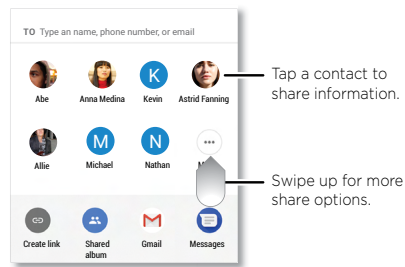 TO Type an name, phone number, or email
Abe Anna Medina K Kevin Astrid Fanning
Tap a contact to
share information.
Allie M Michael N Nathan
Swipe up for more
share options.
Create link Shared
album M Gmail Messages